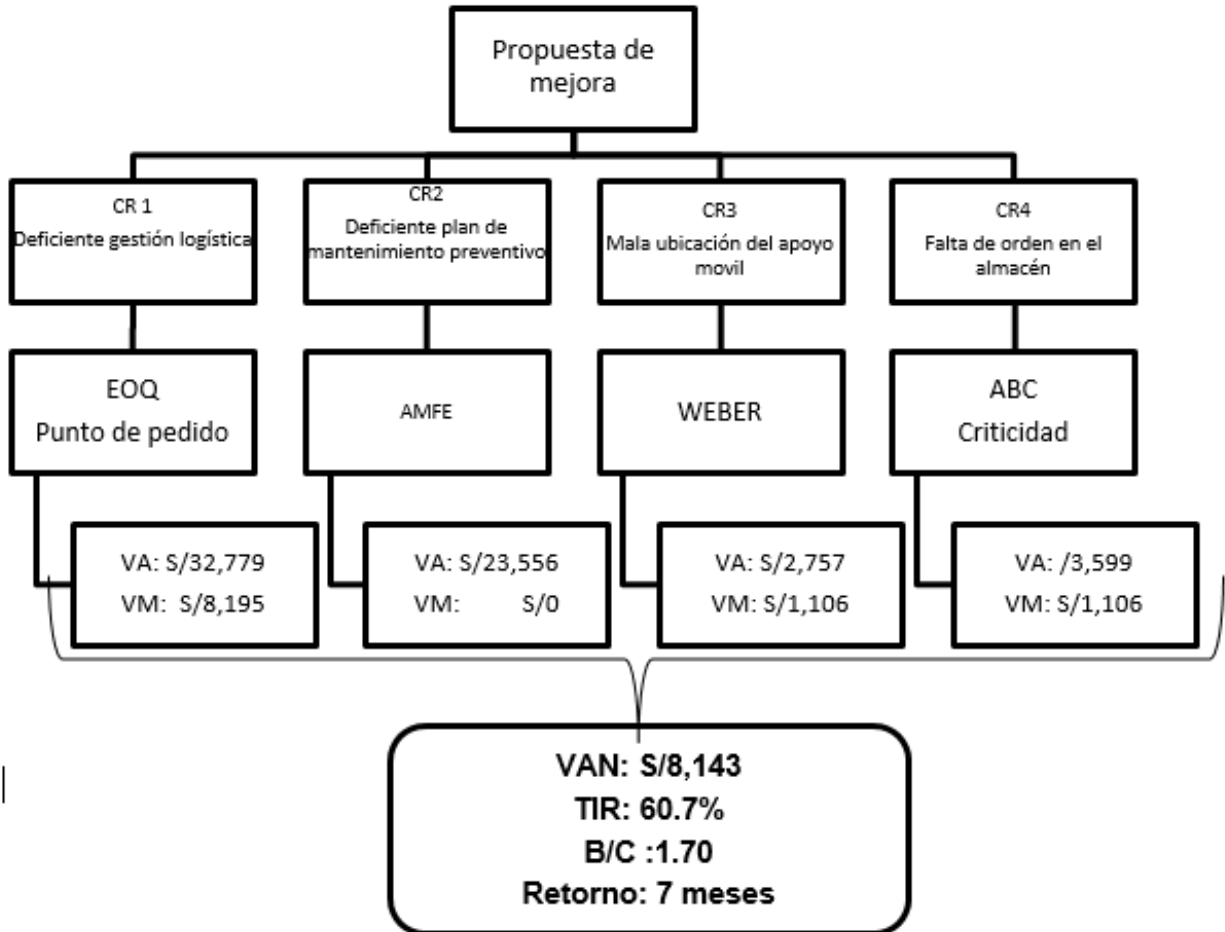 Propuesta de
mejora
CR 1
Deficiente gestión logística
CR2
Deficiente plan de
mantenimiento preventivo
CR3
Mala ubicación del apoyo
movil
CR4
Falta de orden en el
almacén
EOQ
Punto de pedido
AMFE
WEBER
ABC
Criticidad
VA: S/32,779
VM: S/8,195
VA: S/23,556
VM: S/0
VA: S/2,757
VM: S/1,106
VA: /3,599
VM: S/1,106
VAN: S/8,143
TIR: 60.7%
B/C :1.70
Retorno: 7 meses